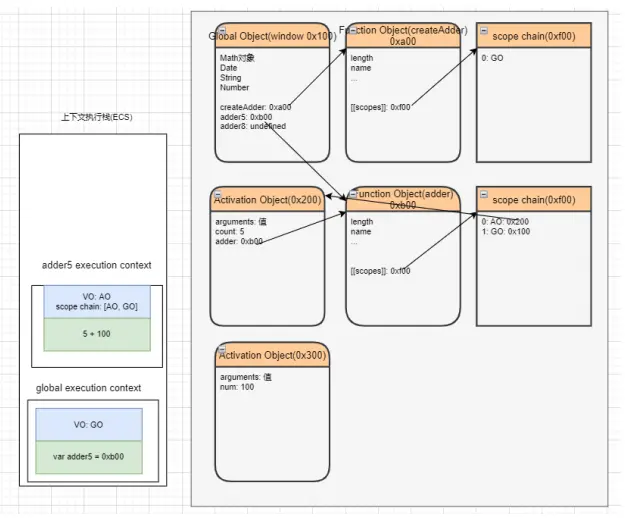 上下文执行栈(ECS)
adder5 execution context
VO: AO
scope chain: [AO, GO]
5 + 100
global execution context
VO: GO
var adder5 = 0xb00
Global Object(window 0x100)
Math对象
Date
String
Number
createAdder: 0xa00
adder5: 0xb00
adder8: undefined
Function Object(createAdder)
0xa00
length
name
...
[[scopes]]: 0xf00
scope chain(0xf00)
0: GO
Activation Object(0x200)
arguments: 值
count: 5
adder: 0xb00
Function Object(adder)
0xb00
length
name
...
[[scopes]]: 0xf00
scope chain(0xf00)
0: AO: 0x200
1: GO: 0x100
Activation Object(0x300)
arguments: 值
num: 100